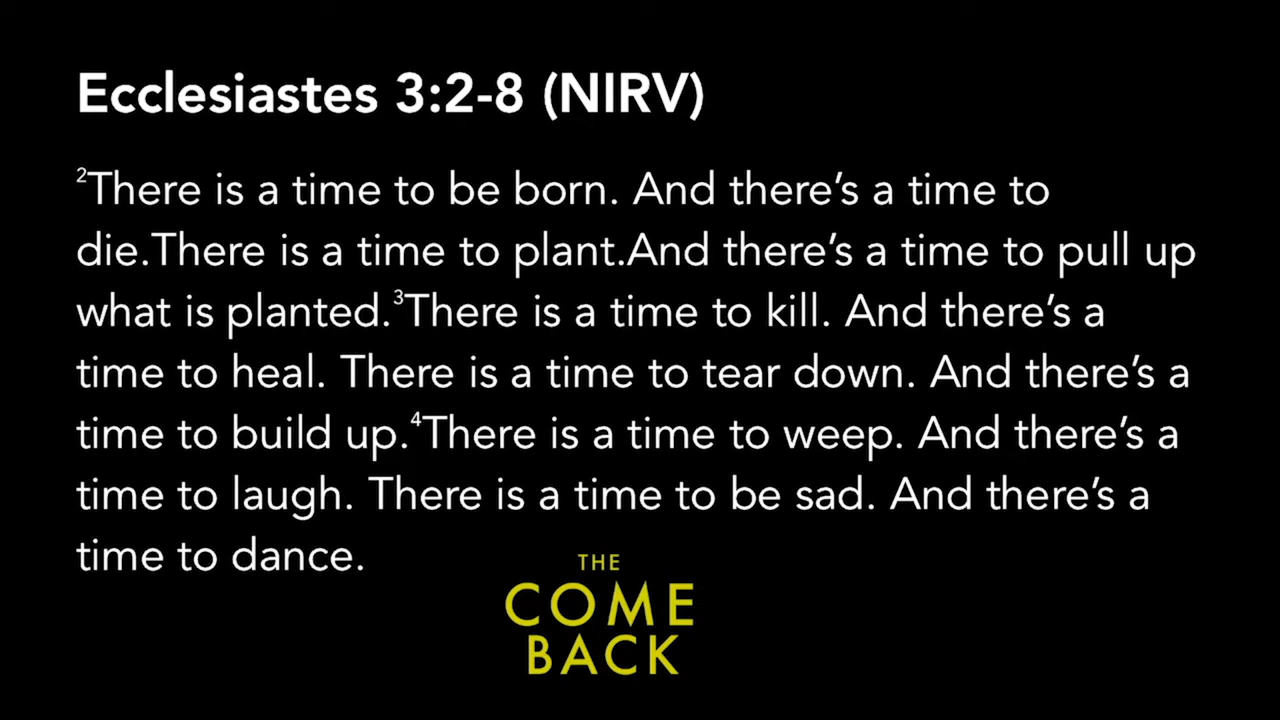 Ecclesiastes 3:2-8 (NIRV)
²There is a time to be born. And there’s a time to
die.There is a time to plant.And there’s a time to pull up
what is planted.³There is a time to kill. And there’s a
time to heal. There is a time to tear down. And there’s a
time to build up.⁴There is a time to weep. And there’s a
time to laugh. There is a time to be sad. And there’s a
time to dance.
THE
COME
BACK